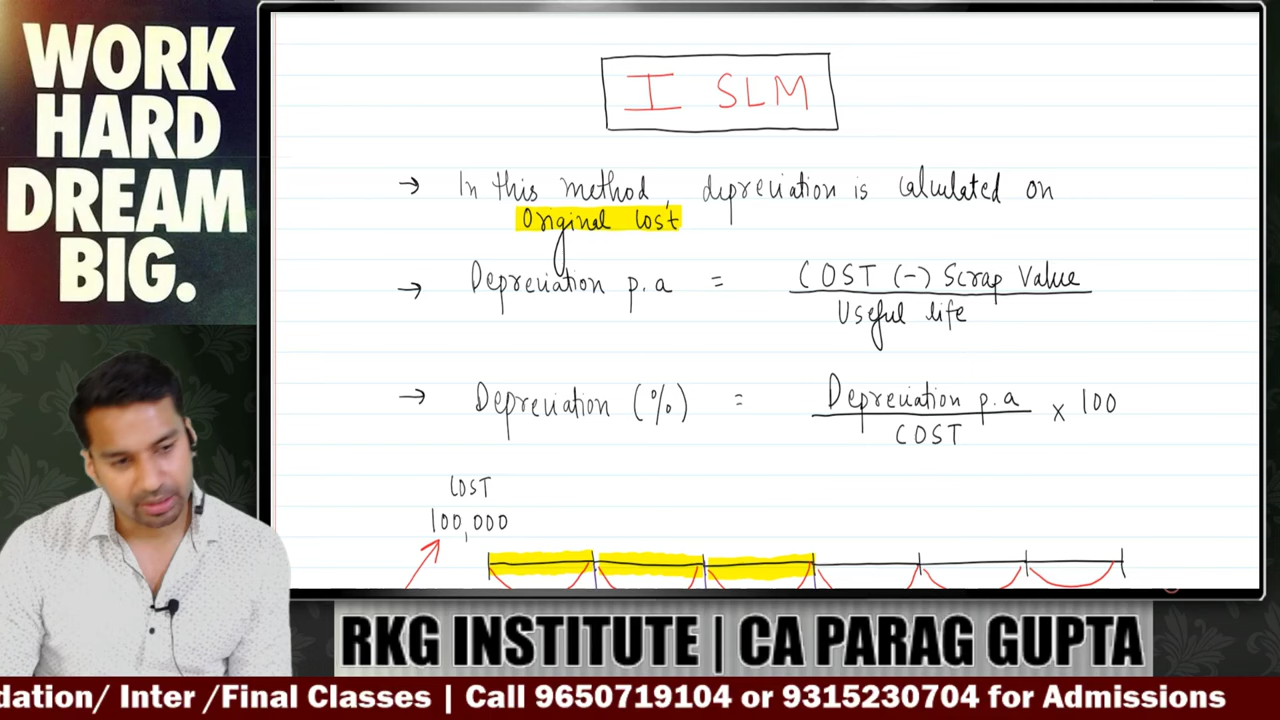 WORK
HARD
DREAM
BIG.
I SLM
→ In this method, depreciation is calculated on
Original Cost
→ Depreciation p.a = COST (-) Scrap Value
Useful life
→ Depreciation (%) = Depreciation p.a × 100
COST
COST
100,000
RKG INSTITUTE | CA PARAG GUPTA
dation/ Inter /Final Classes | Call 9650719104 or 9315230704 for Admissions